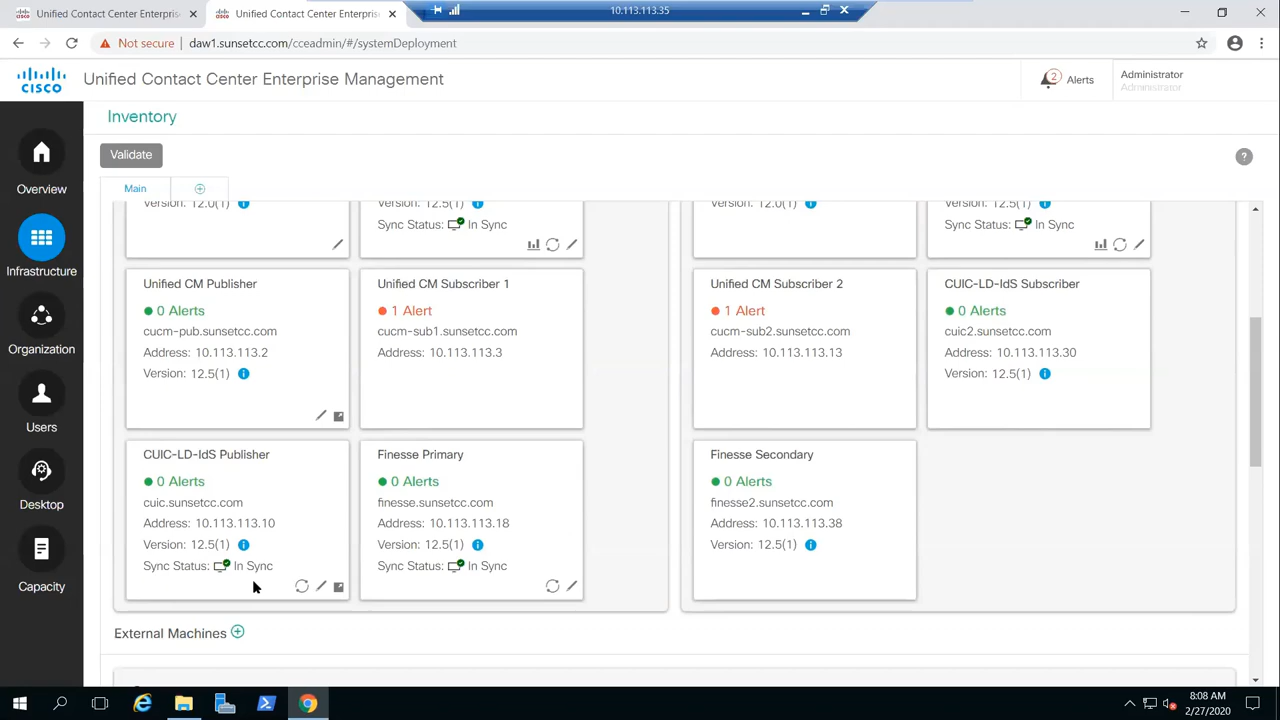 Unified Contact Center Enterprise
Unified Contact Center Enterprise
10.113.113.35
Not secure
daw1.sunsetcc.com/cceadmin/#/systemDeployment
CISCO
Unified Contact Center Enterprise Management
2
Alerts
Administrator
Administrator
Inventory
Validate
?
Main
Overview
Infrastructure
Organization
Users
Desktop
Capacity
Version: 12.0(1)
Version: 12.5(1)
Sync Status: In Sync
Version: 12.0(1)
Version: 12.5(1)
Sync Status: In Sync
Unified CM Publisher
0 Alerts
cucm-pub.sunsetcc.com
Address: 10.113.113.2
Version: 12.5(1)
Unified CM Subscriber 1
1 Alert
cucm-sub1.sunsetcc.com
Address: 10.113.113.3
Unified CM Subscriber 2
1 Alert
cucm-sub2.sunsetcc.com
Address: 10.113.113.13
CUIC-LD-IdS Subscriber
0 Alerts
cuic2.sunsetcc.com
Address: 10.113.113.30
Version: 12.5(1)
CUIC-LD-IdS Publisher
0 Alerts
cuic.sunsetcc.com
Address: 10.113.113.10
Version: 12.5(1)
Sync Status: In Sync
Finesse Primary
0 Alerts
finesse.sunsetcc.com
Address: 10.113.113.18
Version: 12.5(1)
Sync Status: In Sync
Finesse Secondary
0 Alerts
finesse2.sunsetcc.com
Address: 10.113.113.38
Version: 12.5(1)
External Machines
8:08 AM
2/27/2020